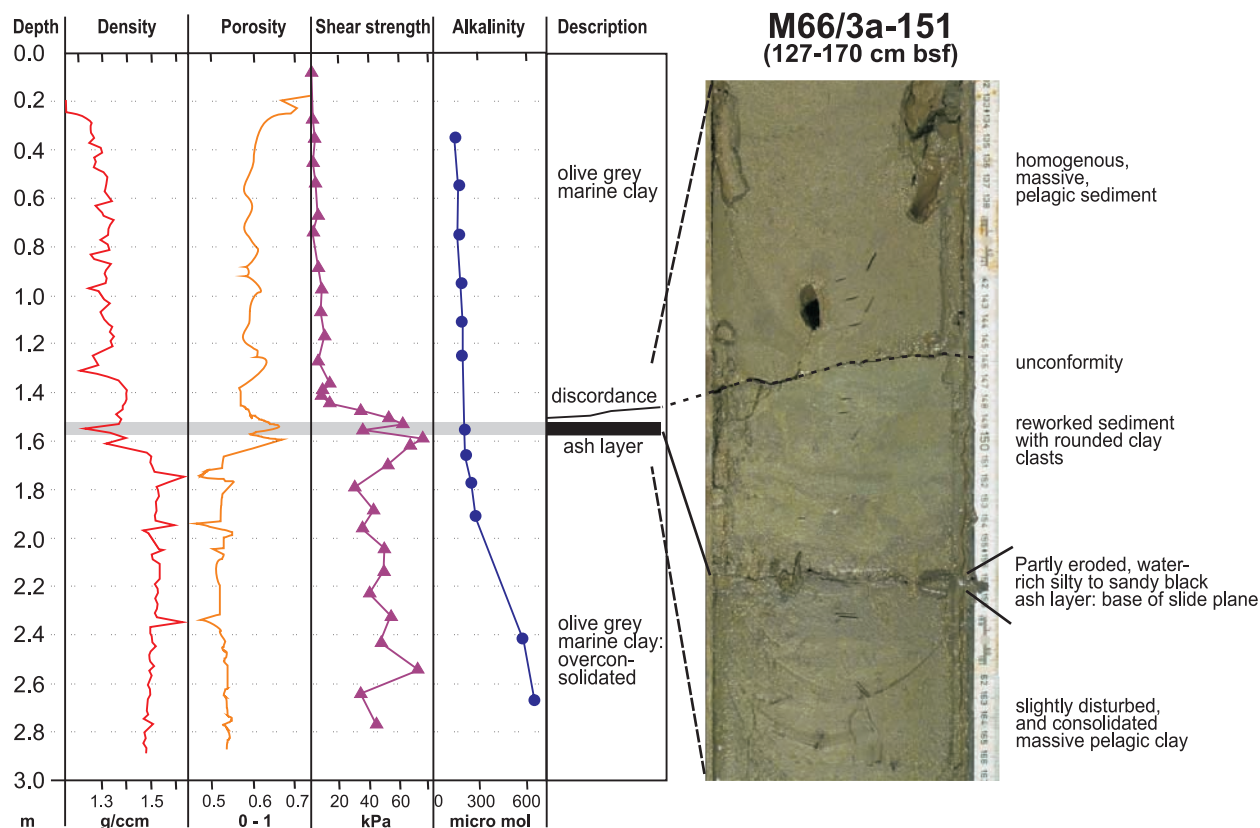 Depth Density Porosity Shear strength Alkalinity Description
M66/3a-151
(127-170 cm bsf)
0.0
0.2
0.4
0.6
0.8
1.0
1.2
1.4
1.6
1.8
2.0
2.2
2.4
2.6
2.8
3.0
olive grey
marine clay
discordance
ash layer
olive grey
marine clay:
overcon-
solidated
homogenous,
massive,
pelagic sediment
unconformity
reworked sediment
with rounded clay
clasts
Partly eroded, water-
rich silty to sandy black
ash layer: base of slide plane
slightly disturbed,
and consolidated
massive pelagic clay
1.3 1.5 0.5 0.6 0.7 20 40 60 80 0 300 600
m g/ccm 0 - 1 kPa micro mol